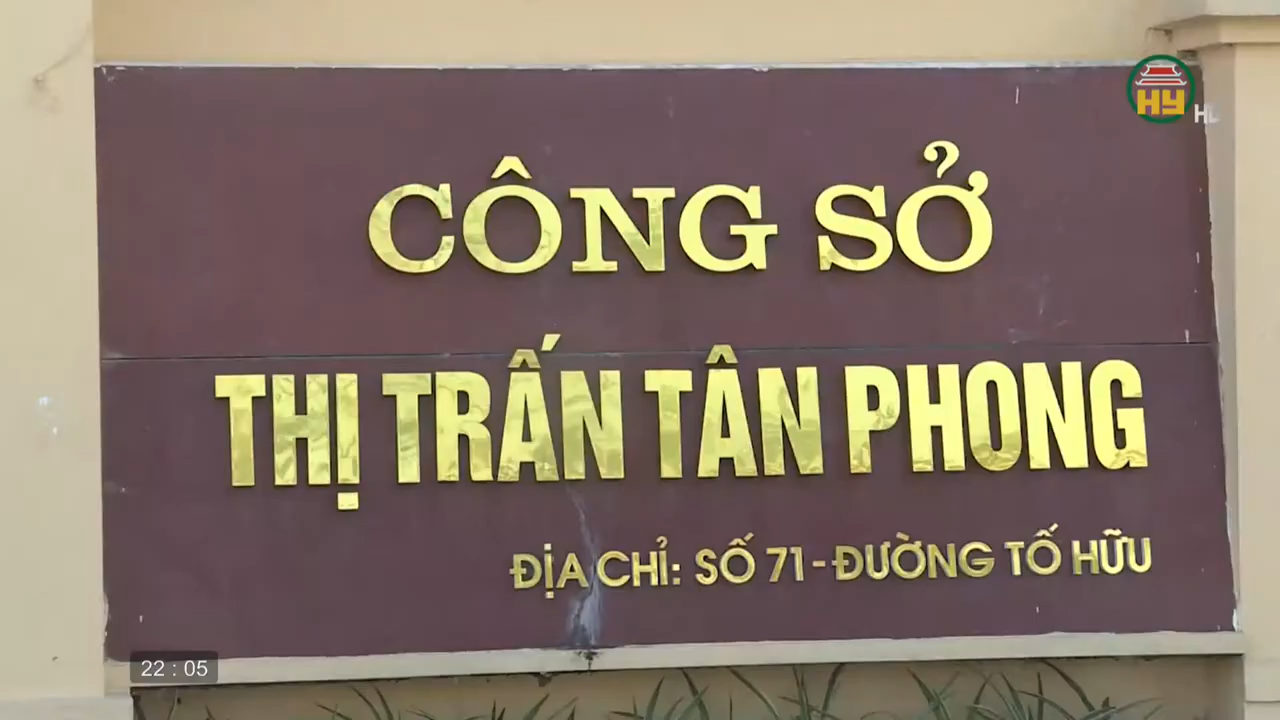 HY
CÔNG SỞ
THỊ TRẤN TÂN PHONG
ĐỊA CHỈ: SỐ 71-ĐƯỜNG TỐ HỮU
22 : 05